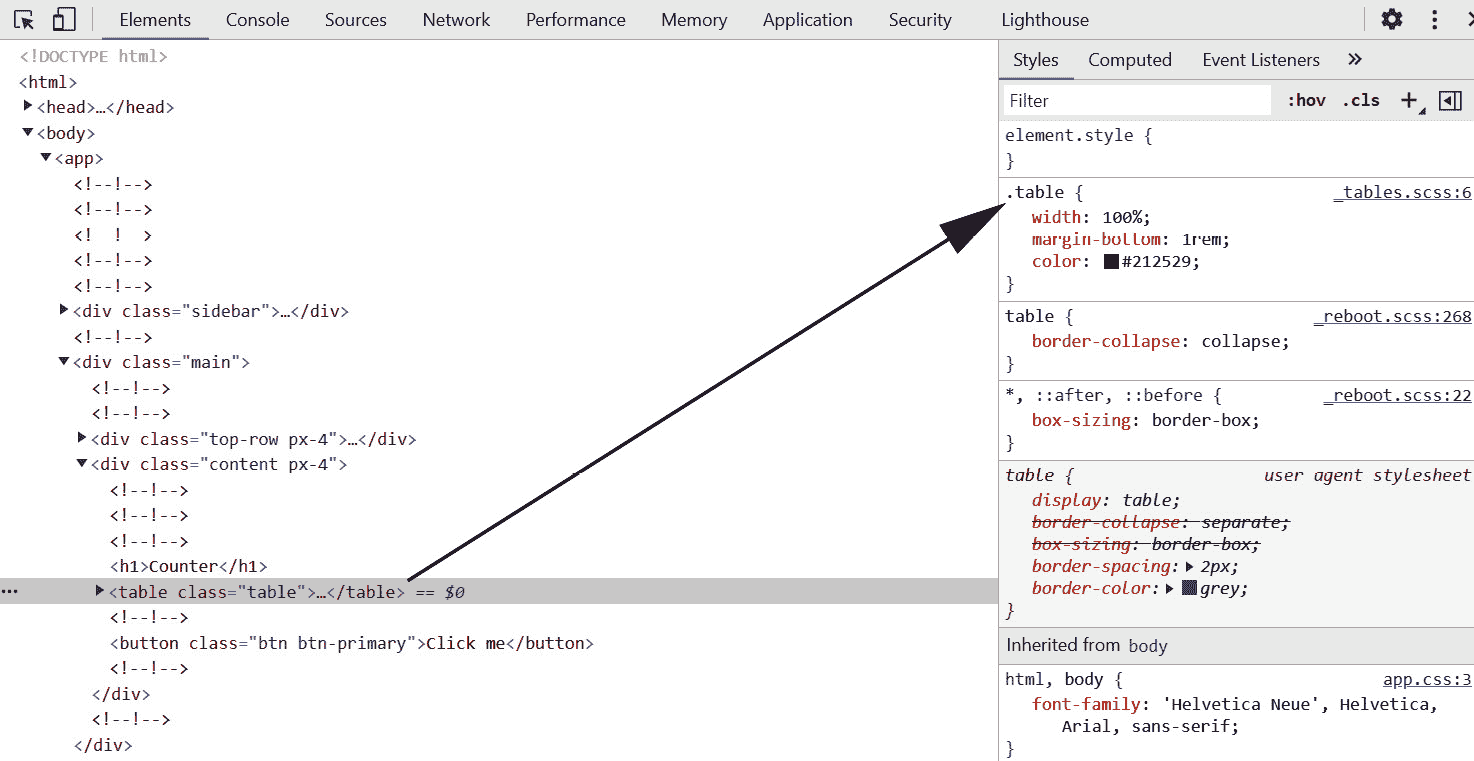 Elements Console Sources Network Performance Memory Application Security Lighthouse
<!DOCTYPE html>
<html>
<head>…</head>
<body>
<app>
<!--!-->
<!--!-->
<! ! >
<!--!-->
<!--!-->
<div class="sidebar">…</div>
<!--!-->
<div class="main">
<!--!-->
<!--!-->
<div class="top-row px-4">…</div>
<div class="content px-4">
<!--!-->
<!--!-->
<!--!-->
<h1>Counter</h1>
<table class="table">…</table> == $0
<!--!-->
<button class="btn btn-primary">Click me</button>
<!--!-->
</div>
<!--!-->
</div>
Styles Computed Event Listeners »
Filter :hov .cls +
element.style {
}
.table { _tables.scss:6
width: 100%;
margin-bottom: 1rem;
color: #212529;
}
table { _reboot.scss:268
border-collapse: collapse;
}
*, ::after, ::before { _reboot.scss:22
box-sizing: border-box;
}
table { user agent stylesheet
display: table;
border-collapse: separate;
box-sizing: border-box;
border-spacing: 2px;
border-color: grey;
}
Inherited from body
html, body { app.css:3
font-family: 'Helvetica Neue', Helvetica,
Arial, sans-serif;
}